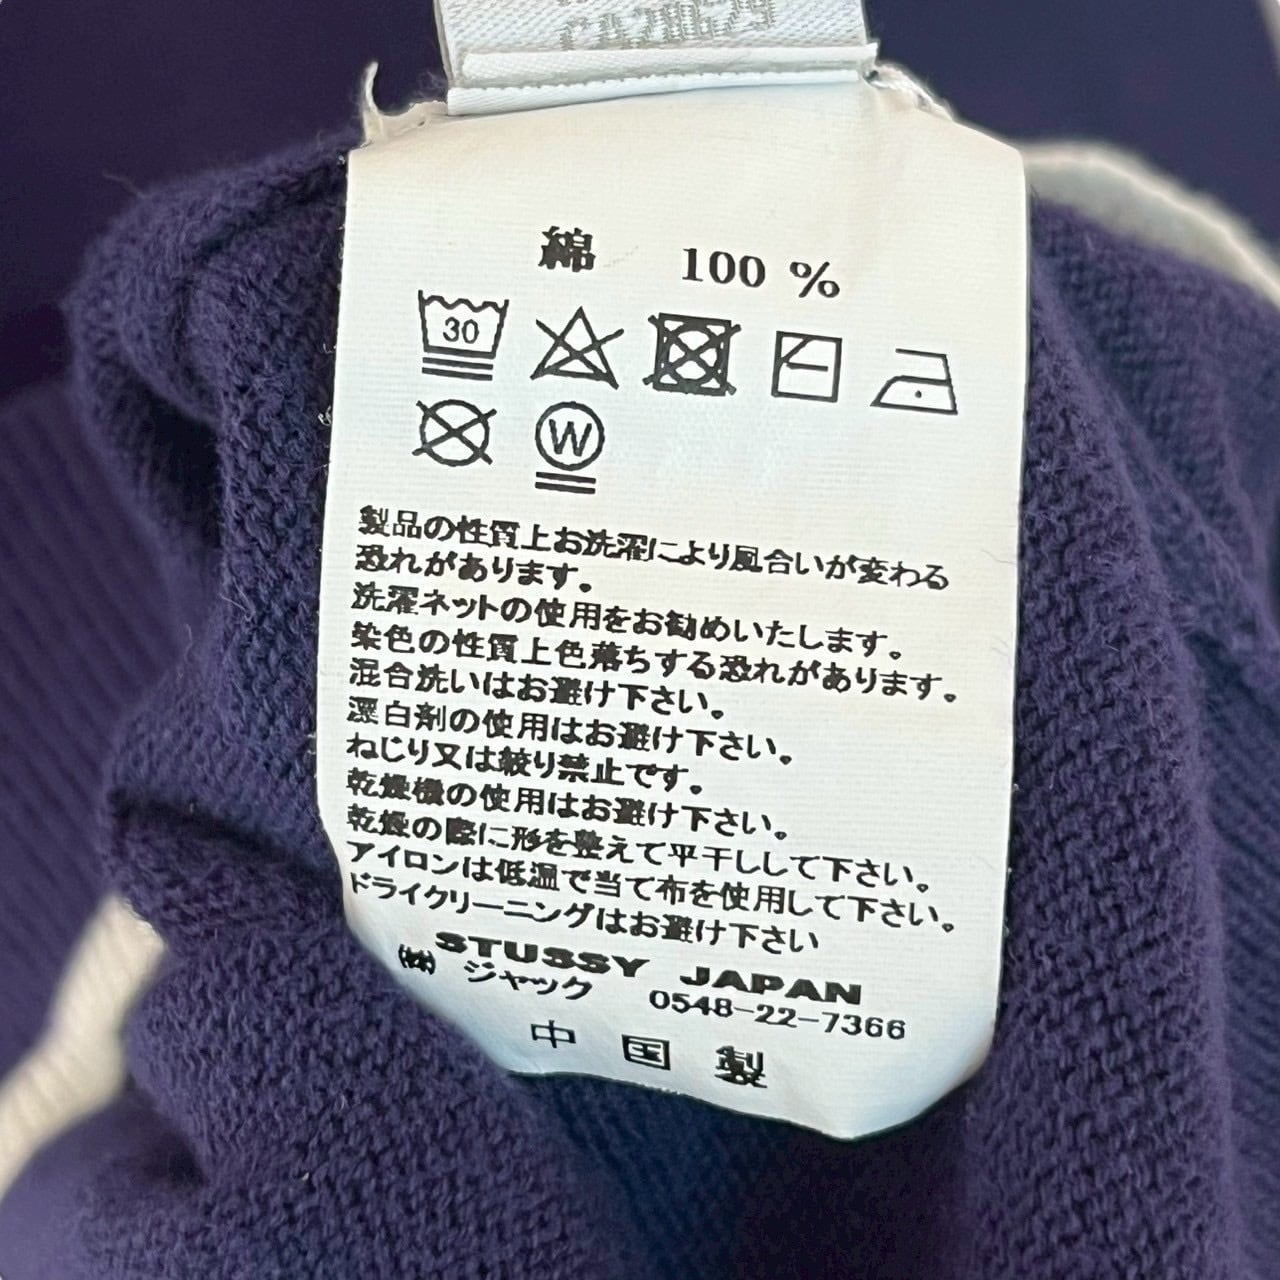 CA28629
綿 100 %
30
W
製品の性質上お洗濯により風合いが変わる
恐れがあります。
洗濯ネットの使用をお勧めいたします。
染色の性質上色落ちする恐れがあります。
混合洗いはお避け下さい。
漂白剤の使用はお避け下さい。
ねじり又は絞り禁止です。
乾燥機の使用はお避け下さい。
乾燥の際に形を整えて平干しして下さい。
アイロンは低温で当て布を使用して下さい。
ドライクリーニングはお避け下さい
STUSSY JAPAN
㈱ ジャック 0548-22-7366
中国製